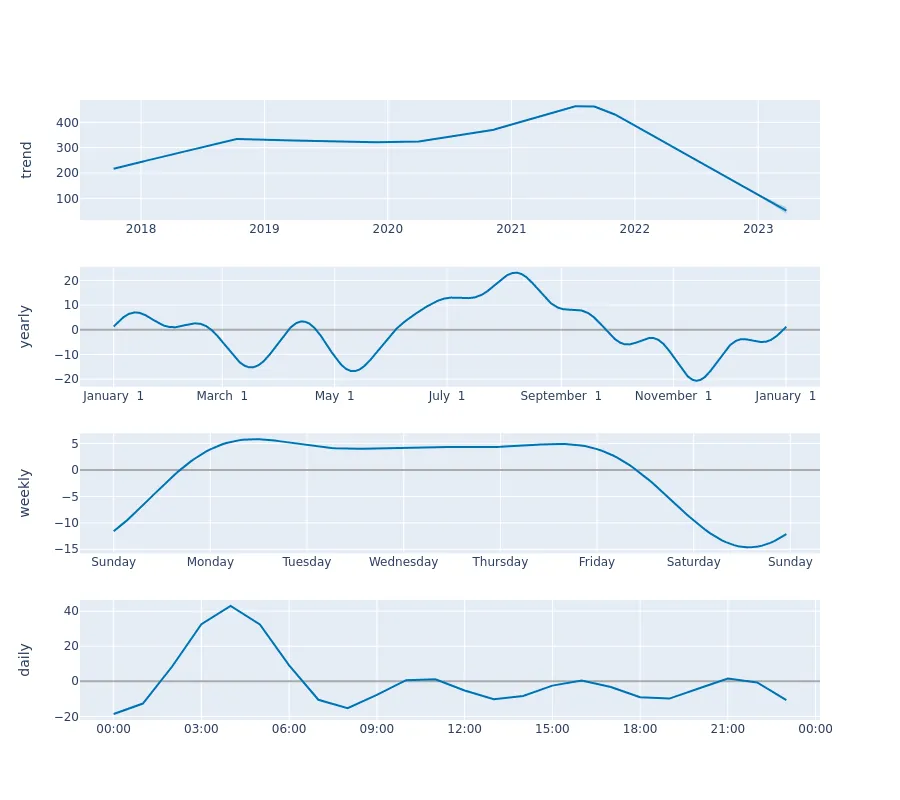 trend
400
300
200
100
2018 2019 2020 2021 2022 2023
yearly
20
10
0
−10
−20
January 1 March 1 May 1 July 1 September 1 November 1 January 1
weekly
5
0
−5
−10
−15
Sunday Monday Tuesday Wednesday Thursday Friday Saturday Sunday
daily
40
20
0
−20
00:00 03:00 06:00 09:00 12:00 15:00 18:00 21:00 00:00